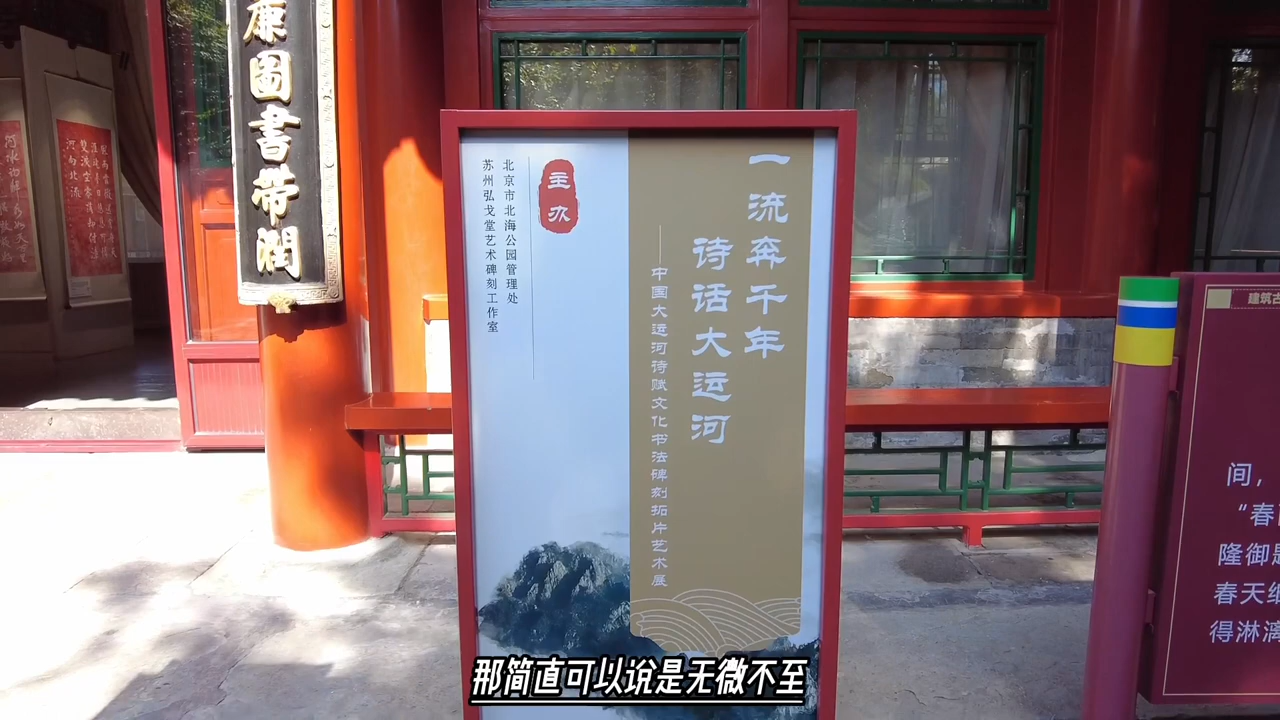 廉图書带潤
一流奔千年
诗话大运河
——中国大运河诗赋文化书法碑刻拓片艺术展
主办
北京市北海公园管理处
苏州弘戈堂艺术碑刻工作室
建筑古
间，
“春
隆御题
春天细
得淋漓
那简直可以说是无微不至